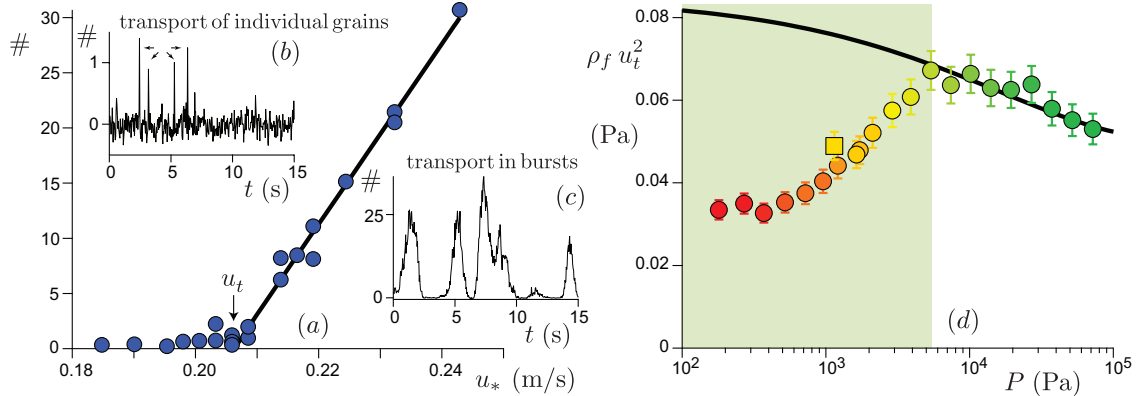 30
25
20
15
10
5
0
#
0.18
0.20
0.22
0.24
u* (m/s)
(a)
u_t
transport of individual grains
#
(b)
1
0
0
5
10
15
t (s)
transport in bursts
#
(c)
25
0
0
5
10
15
t (s)
0.08
0.06
0.04
0.02
0
ρ_f u_t^2
(Pa)
(d)
10^2
10^3
10^4
10^5
P (Pa)